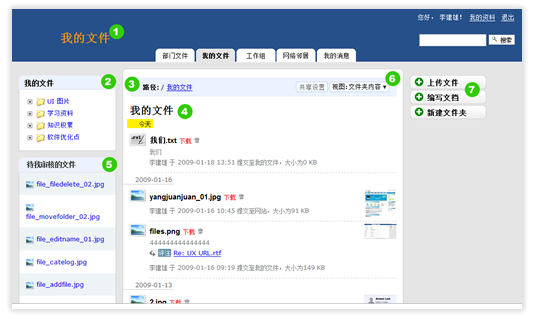 您好， 李建雄！ 我的资料 退出
我的文件 1
搜索
部门文件 我的文件 工作组 网络邻居 我的消息
我的文件 2
UI 图片
学习资料
知识积累
软件优化点
待我审核的文件 5
file_filedelete_02.jpg
file_movefolder_02.jpg
file_editname_01.jpg
file_catelog.jpg
file_addfile.jpg
3 路径: / 我的文件
共享设置 视图:文件夹内容 ▾ 6
我的文件 4
今天
我们.txt 下载
我们
李建雄 于 2009-01-18 13:51 提交至我的文件，大小为0 KB
2009-01-16
yangjuanjuan_01.jpg 下载
李建雄 于 2009-01-16 10:45 提交至网站，大小为91 KB
files.png 下载
444444444444444
Re: UX URL.rtf
李建雄 于 2009-01-16 09:19 提交至我的文件，大小为149 KB
2009-01-13
2.jpg 下载
上传文件
编写文档 7
新建文件夹